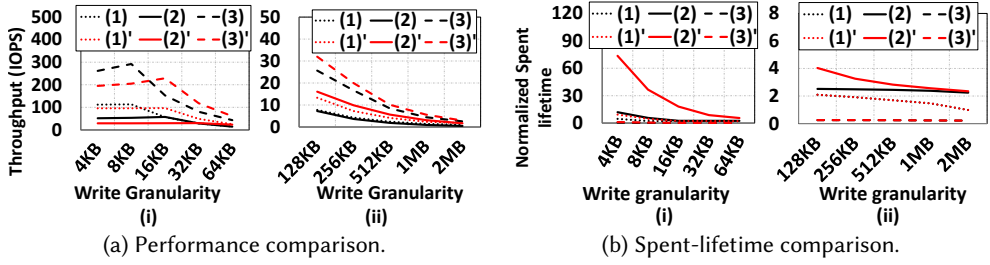 Throughput (IOPS)
500
400
300
200
100
0
(1) (2) (3)
(1)' (2)' (3)'
4KB
8KB
16KB
32KB
64KB
Write Granularity
(i)
50
40
30
20
10
0
(1) (2) (3)
(1)' (2)' (3)'
128KB
256KB
512KB
1MB
2MB
Write Granularity
(ii)
(a) Performance comparison.
Normalized Spent
lifetime
120
90
60
30
0
(1) (2) (3)
(1)' (2)' (3)'
4KB
8KB
16KB
32KB
64KB
Write granularity
(i)
8
6
4
2
0
(1) (2) (3)
(1)' (2)' (3)'
128KB
256KB
512KB
1MB
2MB
Write granularity
(ii)
(b) Spent-lifetime comparison.